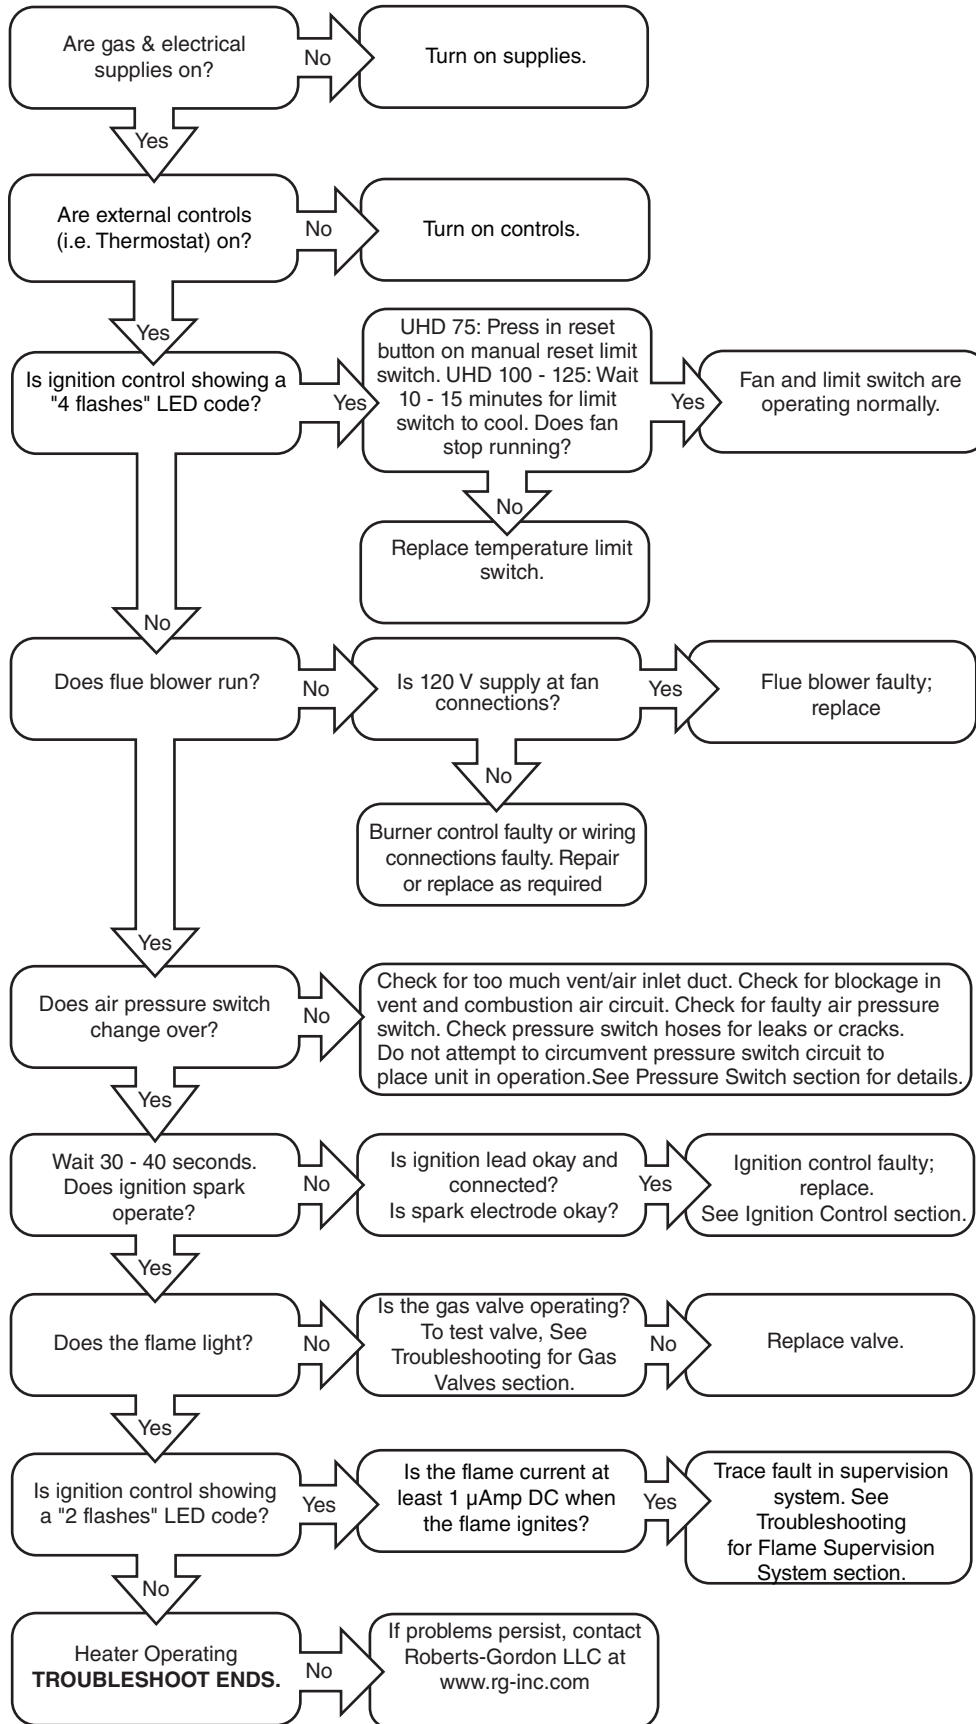 Are gas & electrical
supplies on?
No
Turn on supplies.
Yes
Are external controls
(i.e. Thermostat) on?
No
Turn on controls.
Yes
Is ignition control showing a
"4 flashes" LED code?
Yes
UHD 75: Press in reset
button on manual reset limit
switch. UHD 100 - 125: Wait
10 - 15 minutes for limit
switch to cool. Does fan
stop running?
Yes
Fan and limit switch are
operating normally.
No
Replace temperature limit
switch.
No
Does flue blower run?
No
Is 120 V supply at fan
connections?
Yes
Flue blower faulty;
replace
No
Burner control faulty or wiring
connections faulty. Repair
or replace as required
Yes
Does air pressure switch
change over?
No
Check for too much vent/air inlet duct. Check for blockage in
vent and combustion air circuit. Check for faulty air pressure
switch. Check pressure switch hoses for leaks or cracks.
Do not attempt to circumvent pressure switch circuit to
place unit in operation.See Pressure Switch section for details.
Yes
Wait 30 - 40 seconds.
Does ignition spark
operate?
No
Is ignition lead okay and
connected?
Is spark electrode okay?
Yes
Ignition control faulty;
replace.
See Ignition Control section.
Yes
Does the flame light?
No
Is the gas valve operating?
To test valve, See
Troubleshooting for Gas
Valves section.
No
Replace valve.
Yes
Is ignition control showing
a "2 flashes" LED code?
Yes
Is the flame current at
least 1 µAmp DC when
the flame ignites?
Yes
Trace fault in supervision
system. See
Troubleshooting
for Flame Supervision
System section.
No
Heater Operating
TROUBLESHOOT ENDS.
No
If problems persist, contact
Roberts-Gordon LLC at
www.rg-inc.com